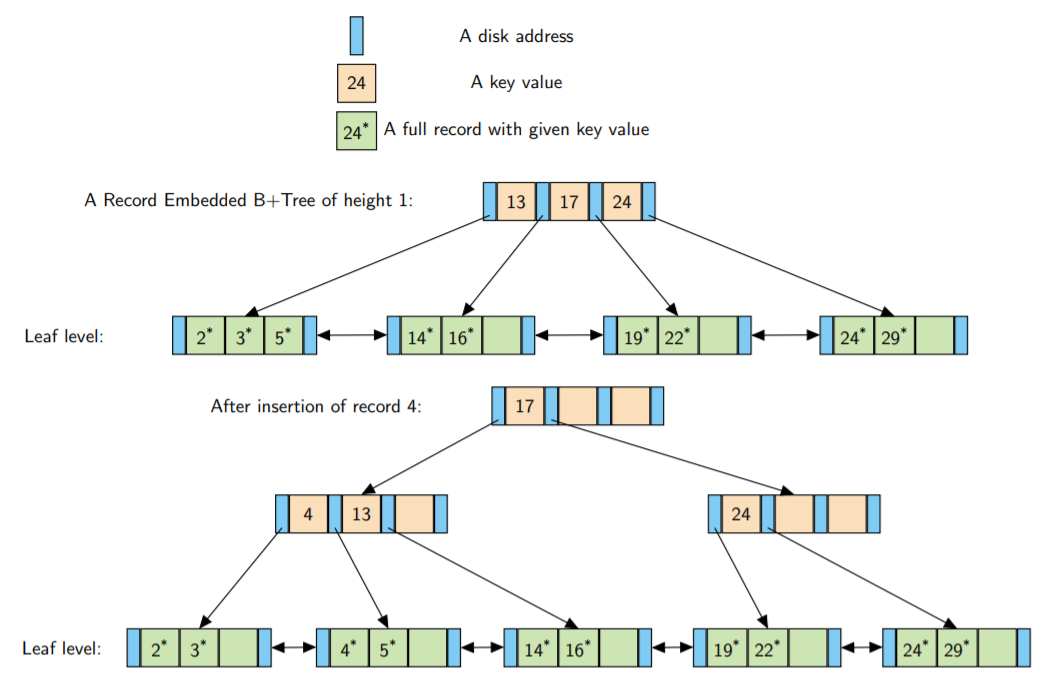 A disk address
24 A key value
24* A full record with given key value
A Record Embedded B+Tree of height 1: 13 17 24
Leaf level: 2* 3* 5* 14* 16* 19* 22* 24* 29*
After insertion of record 4: 17
4 13 24
Leaf level: 2* 3* 4* 5* 14* 16* 19* 22* 24* 29*